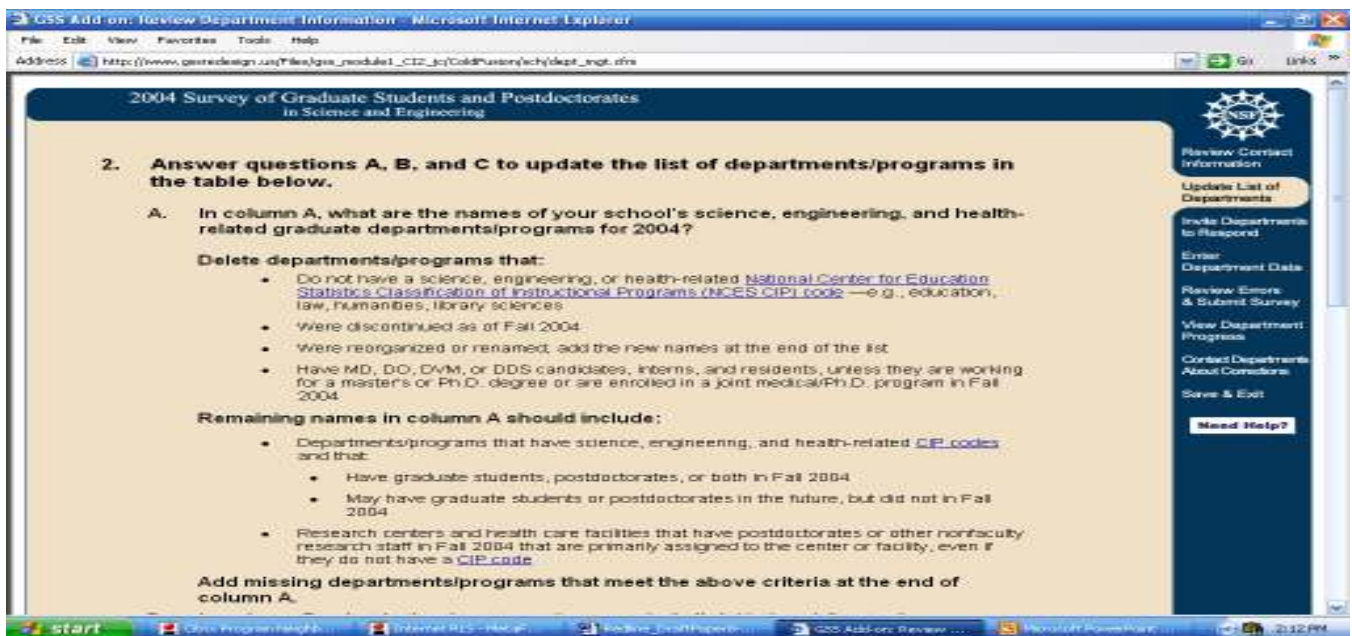 GSS Add-on: Review Department Information - Microsoft Internet Explorer
File Edit View Favorites Tools Help
Address Go Links
2004 Survey of Graduate Students and Postdoctorates
in Science and Engineering
NSF
2. Answer questions A, B, and C to update the list of departments/programs in
the table below.
A. In column A, what are the names of your school's science, engineering, and health-
related graduate departments/programs for 2004?
Delete departments/programs that:
• Do not have a science, engineering, or health-related National Center for Education
Statistics Classification of Instructional Programs (NCES CIP) code —e.g., education,
law, humanities, library sciences
• Were discontinued as of Fall 2004
• Were reorganized or renamed; add the new names at the end of the list
• Have MD, DO, DVM, or DDS candidates, interns, and residents, unless they are working
for a master's or Ph.D. degree or are enrolled in a joint medical/Ph.D. program in Fall
2004
Remaining names in column A should include:
• Departments/programs that have science, engineering, and health-related CIP codes
and that:
• Have graduate students, postdoctorates, or both in Fall 2004
• May have graduate students or postdoctorates in the future, but did not in Fall
2004
• Research centers and health care facilities that have postdoctorates or other nonfaculty
research staff in Fall 2004 that are primarily assigned to the center or facility, even if
they do not have a CIP code
Add missing departments/programs that meet the above criteria at the end of
column A.
Review Contact
Information
Update List of
Departments
Invite Departments
to Respond
Enter
Department Data
Review Errors
& Submit Survey
View Department
Progress
Contact Departments
About Corrections
Save & Exit
Need Help?
start
GSS Add-on: Review ...
Microsoft PowerPoint
2:12 PM